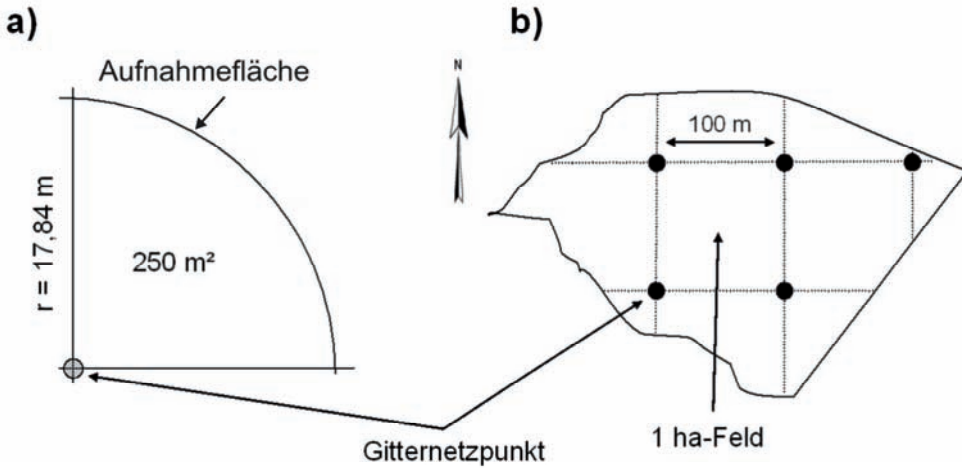 a)
Aufnahmefläche
r = 17,84 m
250 m²
N
b)
100 m
Gitternetzpunkt
1 ha-Feld